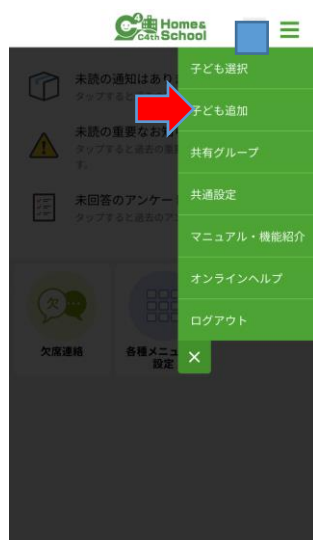 C4th Home&
School
子ども選択
子ども追加
共有グループ
共通設定
マニュアル・機能紹介
オンラインヘルプ
ログアウト
×
未読の通知はあり
タップす
未読の重要なお
タップすると過去の重
す。
未回答のアンケー
タップすると過去のア
欠
欠席連絡
各種メニュ
設定